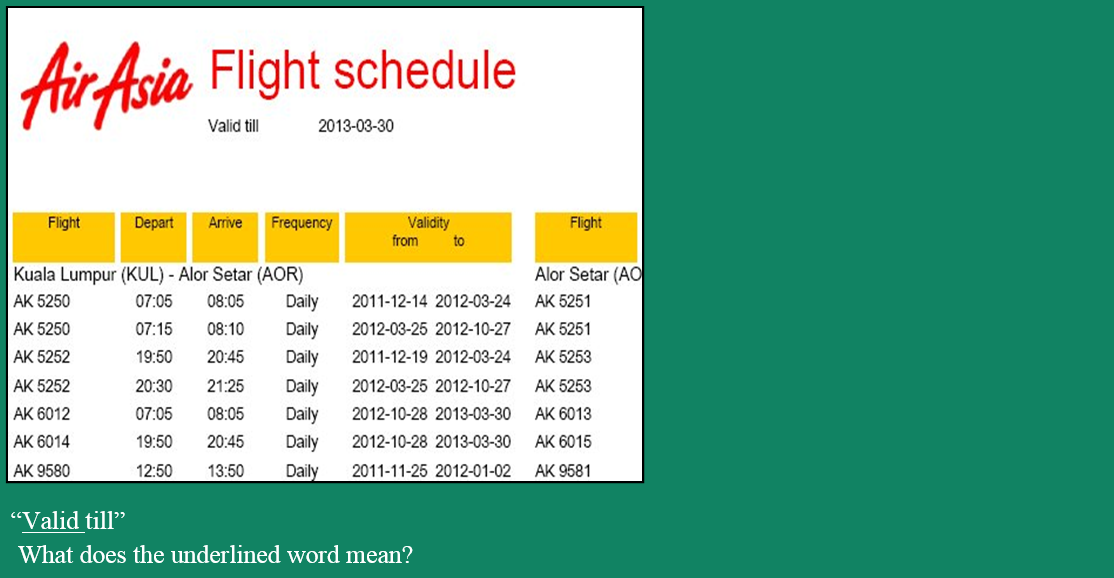 AirAsia Flight schedule
Valid till 2013-03-30
Flight Depart Arrive Frequency Validity Flight
from to
Kuala Lumpur (KUL) - Alor Setar (AOR) Alor Setar (AO
AK 5250 07:05 08:05 Daily 2011-12-14 2012-03-24 AK 5251
AK 5250 07:15 08:10 Daily 2012-03-25 2012-10-27 AK 5251
AK 5252 19:50 20:45 Daily 2011-12-19 2012-03-24 AK 5253
AK 5252 20:30 21:25 Daily 2012-03-25 2012-10-27 AK 5253
AK 6012 07:05 08:05 Daily 2012-10-28 2013-03-30 AK 6013
AK 6014 19:50 20:45 Daily 2012-10-28 2013-03-30 AK 6015
AK 9580 12:50 13:50 Daily 2011-11-25 2012-01-02 AK 9581
“Valid till”
What does the underlined word mean?